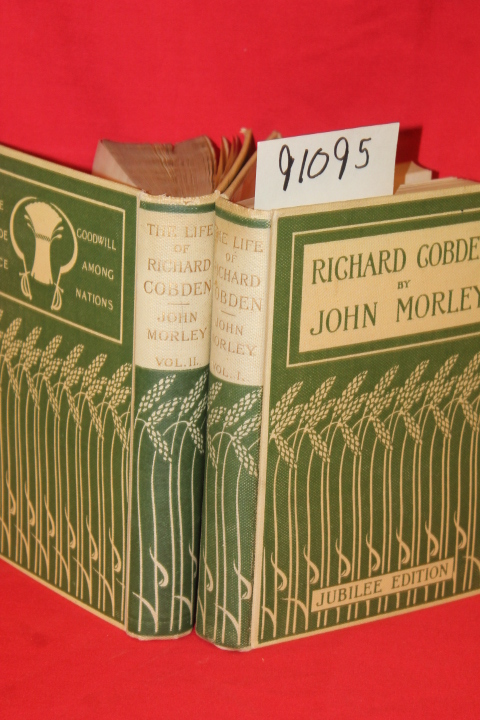 91095
GOODWILL
AMONG
NATIONS
THE LIFE
OF
RICHARD
COBDEN
JOHN
MORLEY
VOL. II.
THE LIFE
OF
RICHARD
COBDEN
JOHN
MORLEY
VOL. I.
RICHARD COBDEN
BY
JOHN MORLEY
JUBILEE EDITION